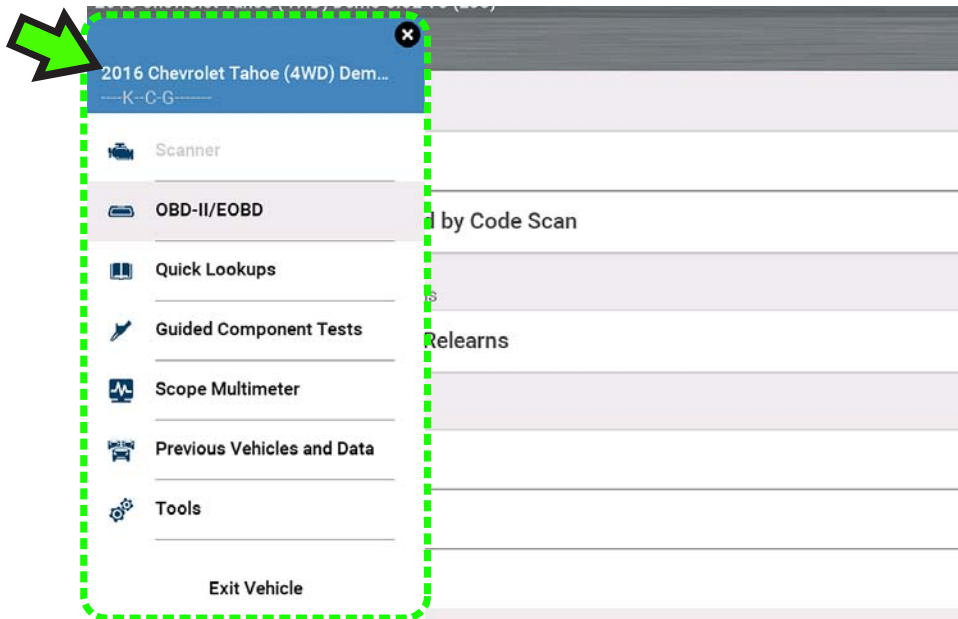 2016 Chevrolet Tahoe (4WD) Dem...
----K--C-G-------
Scanner
OBD-II/EOBD
d by Code Scan
Quick Lookups
ns
Guided Component Tests
Relearns
Scope Multimeter
Previous Vehicles and Data
Tools
Exit Vehicle